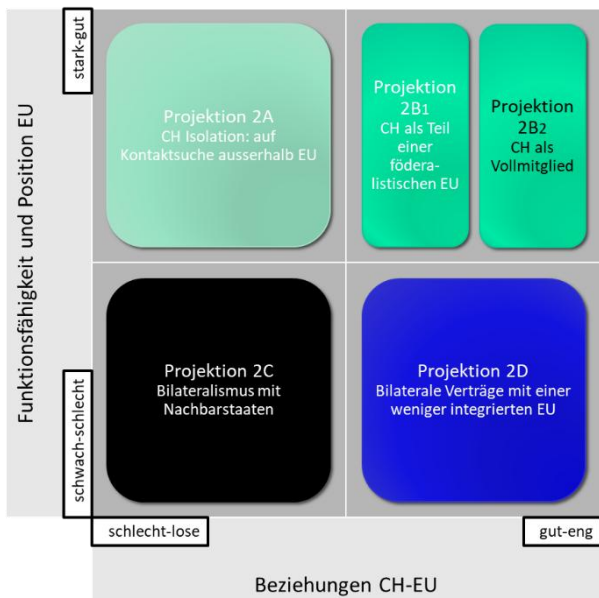 Funktionsfähigkeit und Position EU
stark-gut
schwach-schlecht
Projektion 2A
CH Isolation: auf
Kontaktsuche ausserhalb EU
Projektion
2B1
CH als Teil
einer
födera-
listischen EU
Projektion
2B2
CH als
Vollmitglied
Projektion 2C
Bilateralismus mit
Nachbarstaaten
Projektion 2D
Bilaterale Verträge mit einer
weniger integrierten EU
schlecht-lose
gut-eng
Beziehungen CH-EU